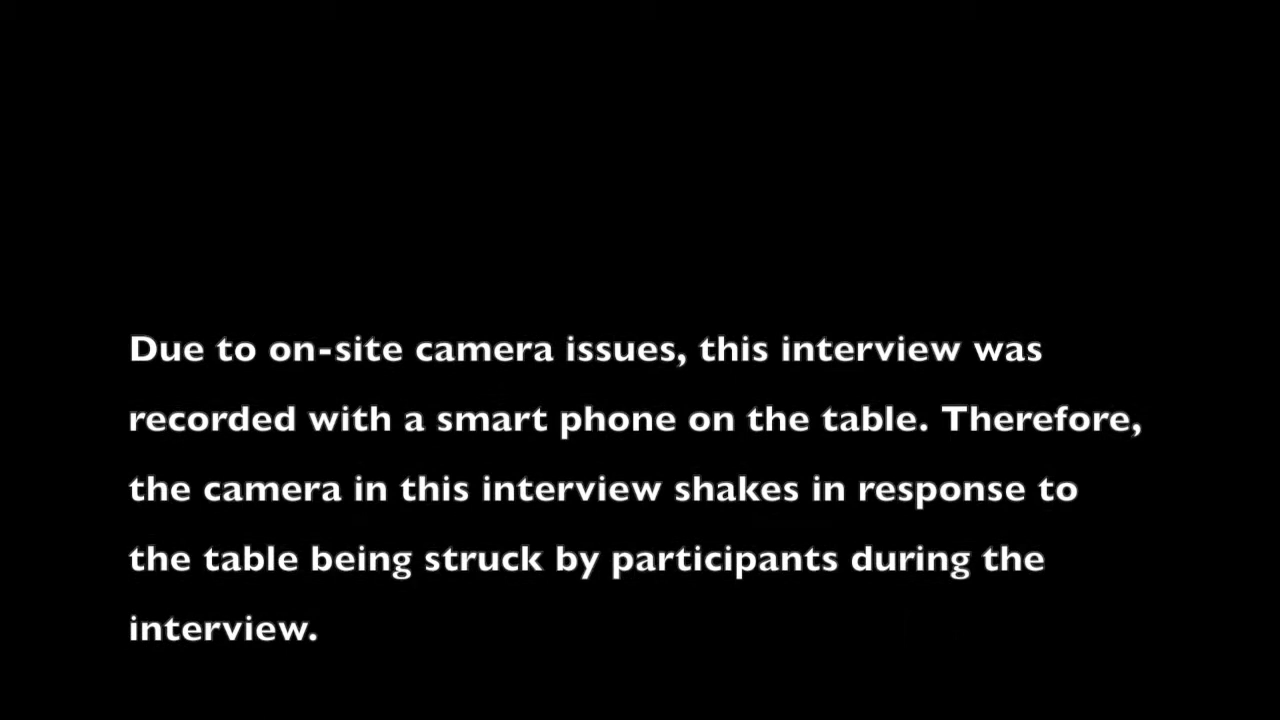 Due to on-site camera issues, this interview was
recorded with a smart phone on the table. Therefore,
the camera in this interview shakes in response to
the table being struck by participants during the
interview.